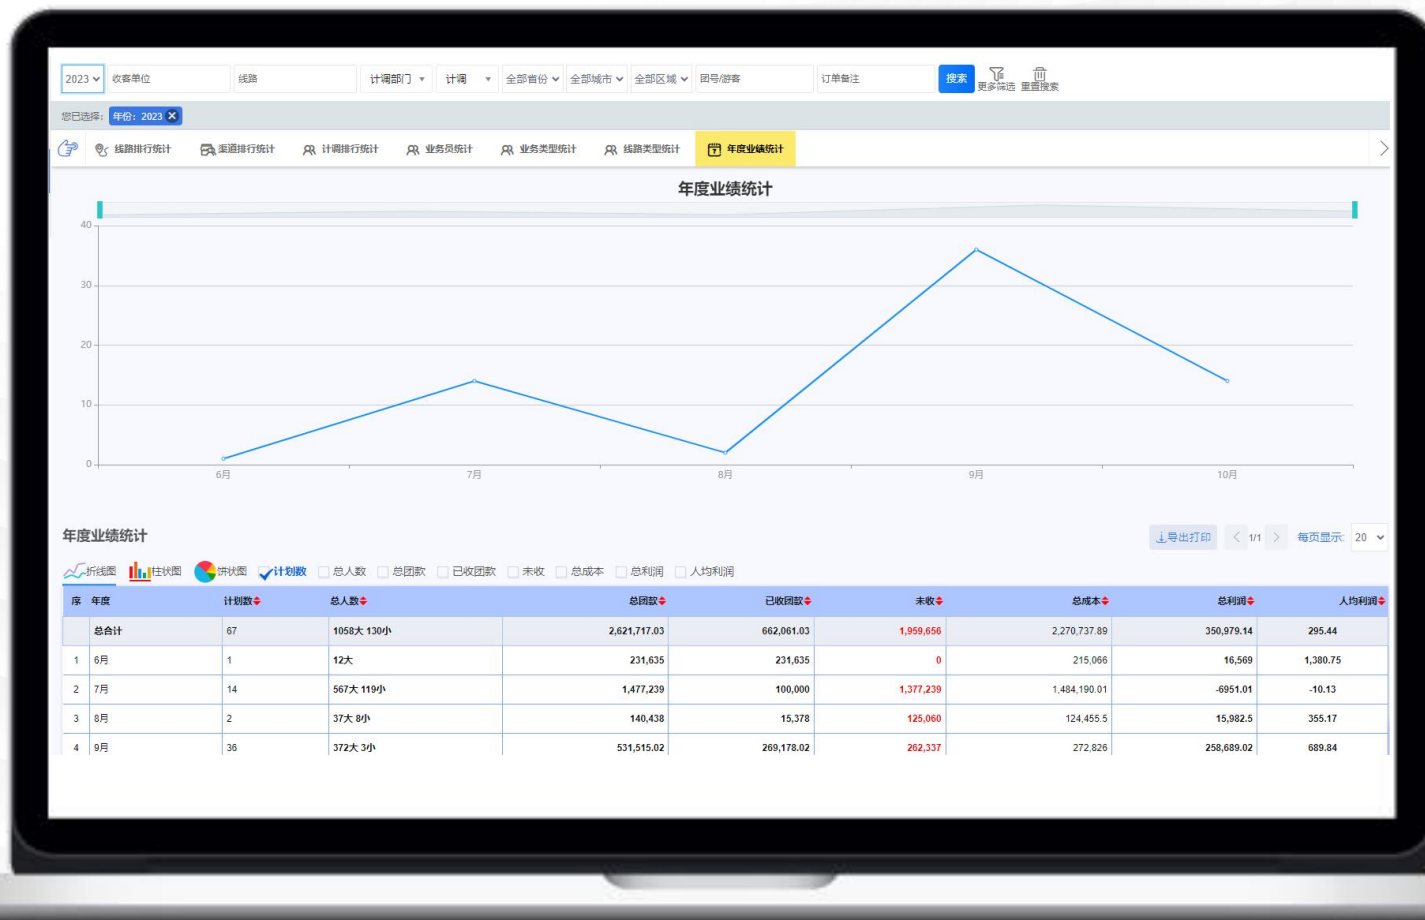 2023 收客单位 线路 计调部门 计调 全部省份 全部城市 全部区域 团号/游客 订单备注 搜索 更多筛选 重置搜索
您已选择: 年份: 2023
线路排行统计 渠道排行统计 计调排行统计 业务员统计 业务类型统计 线路类型统计 年度业绩统计
年度业绩统计
40
30
20
10
0
6月 7月 8月 9月 10月
年度业绩统计 导出打印 1/1 每页显示: 20
折线图 柱状图 饼状图 计划数 总人数 总团款 已收团款 未收 总成本 总利润 人均利润
序 年度 计划数 总人数 总团款 已收团款 未收 总成本 总利润 人均利润
总合计 67 1058大 130小 2,621,717.03 662,061.03 1,959,656 2,270,737.89 350,979.14 295.44
1 6月 1 12大 231,635 231,635 0 215,066 16,569 1,380.75
2 7月 14 567大 119小 1,477,239 100,000 1,377,239 1,484,190.01 -6951.01 -10.13
3 8月 2 37大 8小 140,438 15,378 125,060 124,455.5 15,982.5 355.17
4 9月 36 372大 3小 531,515.02 269,178.02 262,337 272,826 258,689.02 689.84